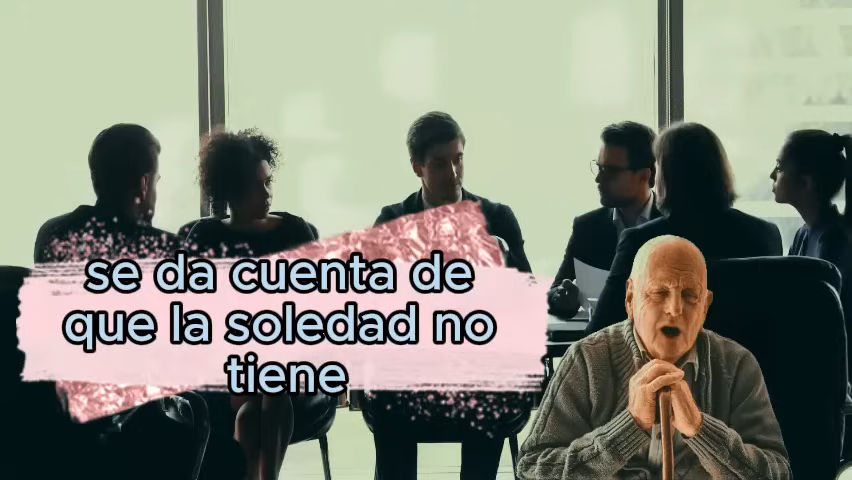 se da cuenta de
que la soledad no
tiene